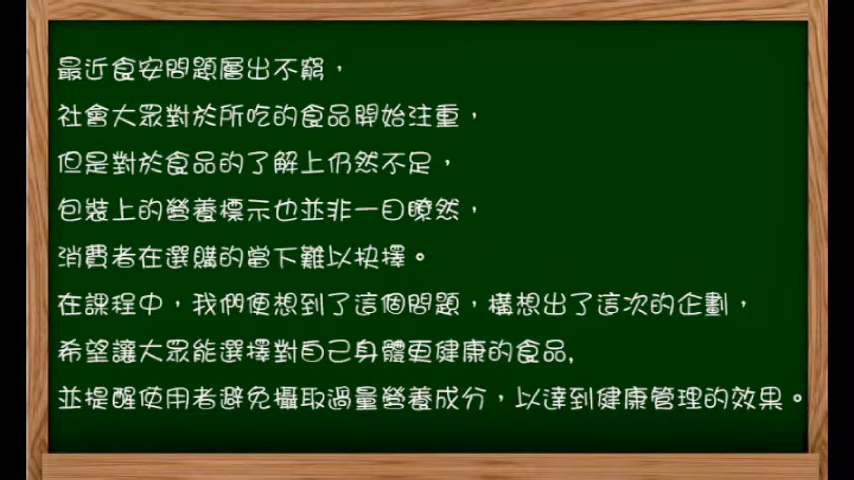 最近食安問題層出不窮，
社會大眾對於所吃的食品開始注重，
但是對於食品的了解上仍然不足，
包裝上的營養標示也並非一目瞭然，
消費者在選購的當下難以抉擇。
在課程中，我們便想到了這個問題，構想出了這次的企劃，
希望讓大眾能選擇對自己身體更健康的食品,
並提醒使用者避免攝取過量營養成分，以達到健康管理的效果。